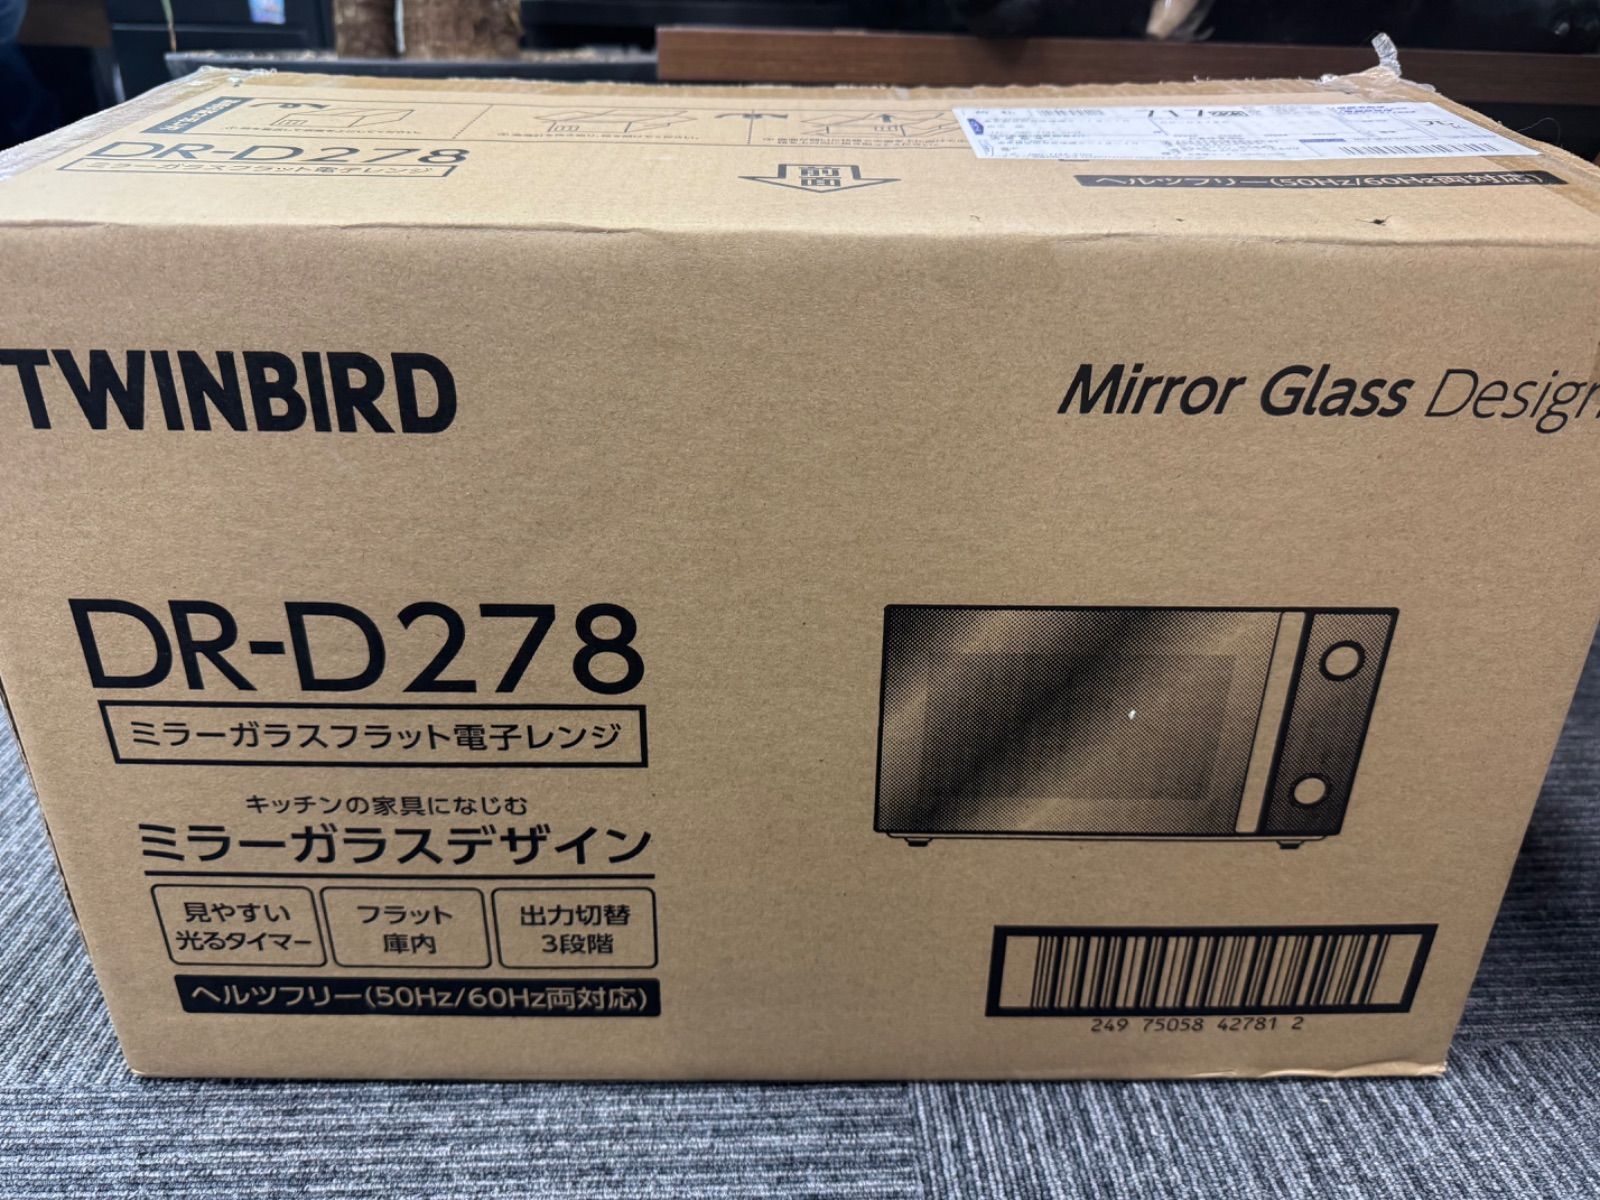 DR-D278
ミラーガラスフラット電子レンジ
前面
ヘルツフリー(50Hz/60Hz両対応)
TWINBIRD
Mirror Glass Design
DR-D278
ミラーガラスフラット電子レンジ
キッチンの家具になじむ
ミラーガラスデザイン
見やすい
光るタイマー
フラット
庫内
出力切替
3段階
ヘルツフリー(50Hz/60Hz両対応)
249 75058 42781 2